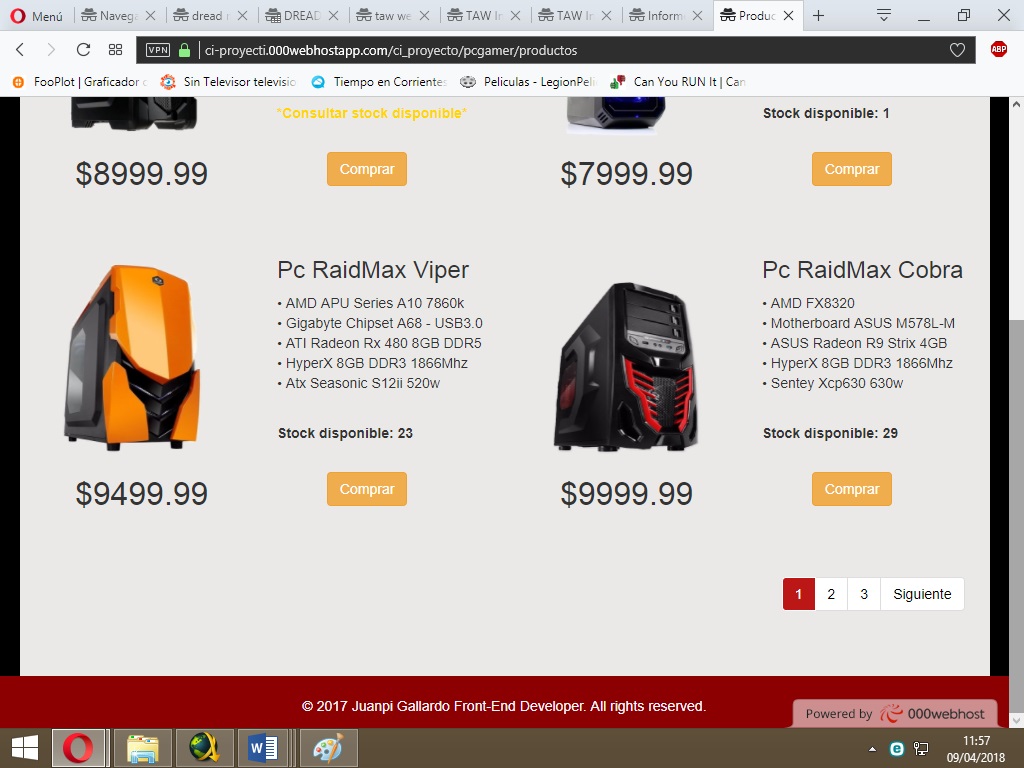 Menú
Navega
dread r
DREAD
taw we
TAW In
TAW In
Inform
Produc
VPN
ci-proyecti.000webhostapp.com/ci_proyecto/pcgamer/productos
ABP
FooPlot | Graficador
Sin Televisor televisio
Tiempo en Corrientes
Peliculas - LegionPeli
Can You RUN It | Can
*Consultar stock disponible*
Stock disponible: 1
$8999.99
Comprar
$7999.99
Comprar
Pc RaidMax Viper
• AMD APU Series A10 7860k
• Gigabyte Chipset A68 - USB3.0
• ATI Radeon Rx 480 8GB DDR5
• HyperX 8GB DDR3 1866Mhz
• Atx Seasonic S12ii 520w
Stock disponible: 23
$9499.99
Comprar
Pc RaidMax Cobra
• AMD FX8320
• Motherboard ASUS M578L-M
• ASUS Radeon R9 Strix 4GB
• HyperX 8GB DDR3 1866Mhz
• Sentey Xcp630 630w
Stock disponible: 29
$9999.99
Comprar
1 2 3 Siguiente
© 2017 Juanpi Gallardo Front-End Developer. All rights reserved.
Powered by 000webhost
11:57
09/04/2018